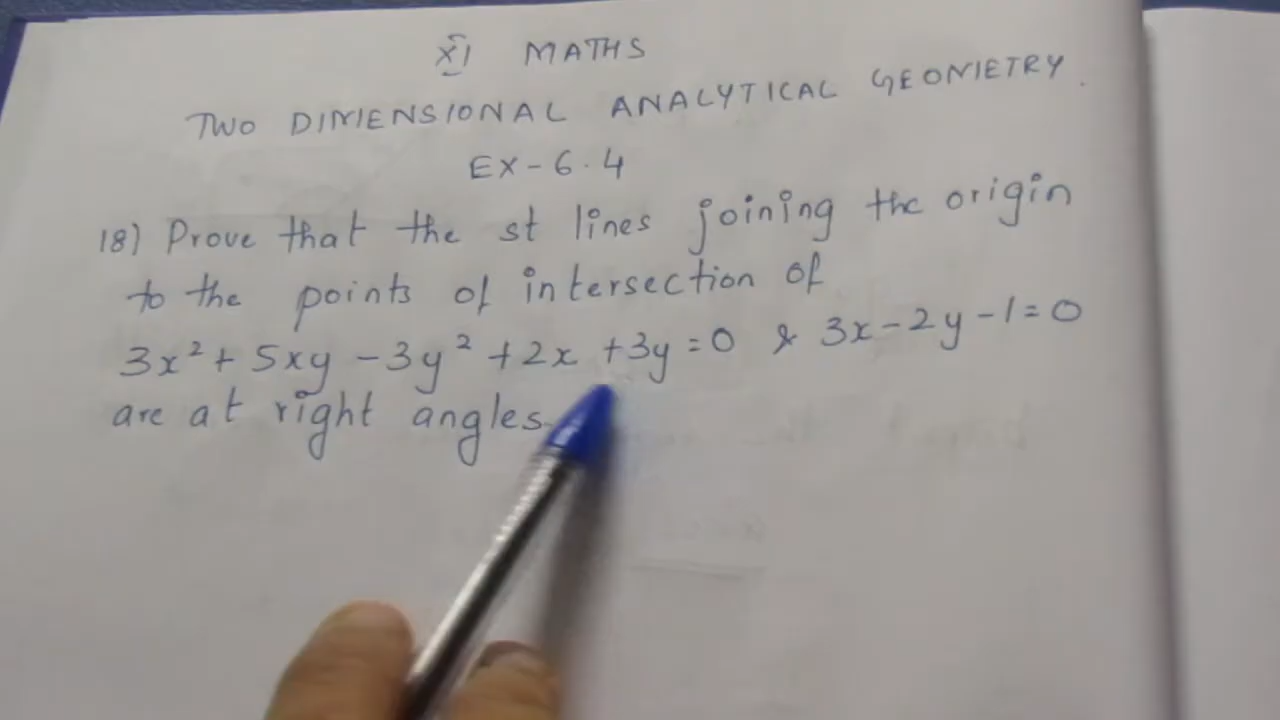 XI MATHS
TWO DIMENSIONAL ANALYTICAL GEOMETRY.
EX-6.4
18) Prove that the st lines joining the origin
to the points of intersection of
3x² + 5xy - 3y² + 2x + 3y = 0 & 3x - 2y - 1 = 0
are at right angles.